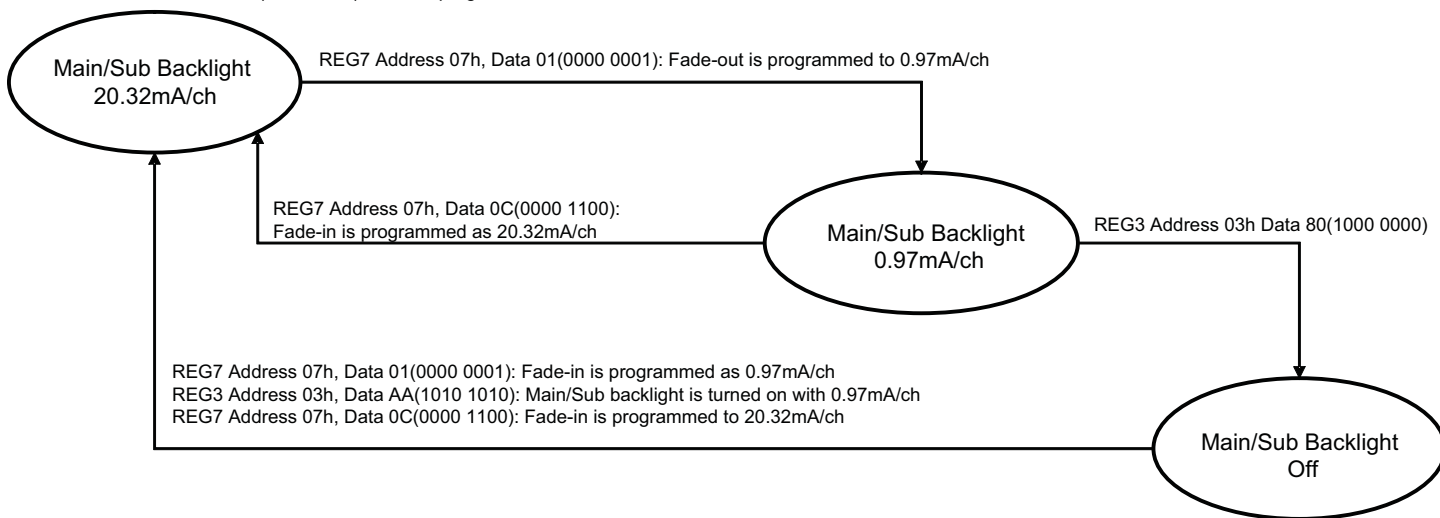 Main/Sub Backlight
20.32mA/ch
REG7 Address 07h, Data 01(0000 0001): Fade-out is programmed to 0.97mA/ch
REG7 Address 07h, Data 0C(0000 1100):
Fade-in is programmed as 20.32mA/ch
Main/Sub Backlight
0.97mA/ch
REG3 Address 03h Data 80(1000 0000)
REG7 Address 07h, Data 01(0000 0001): Fade-in is programmed as 0.97mA/ch
REG3 Address 03h, Data AA(1010 1010): Main/Sub backlight is turned on with 0.97mA/ch
REG7 Address 07h, Data 0C(0000 1100): Fade-in is programmed to 20.32mA/ch
Main/Sub Backlight
Off